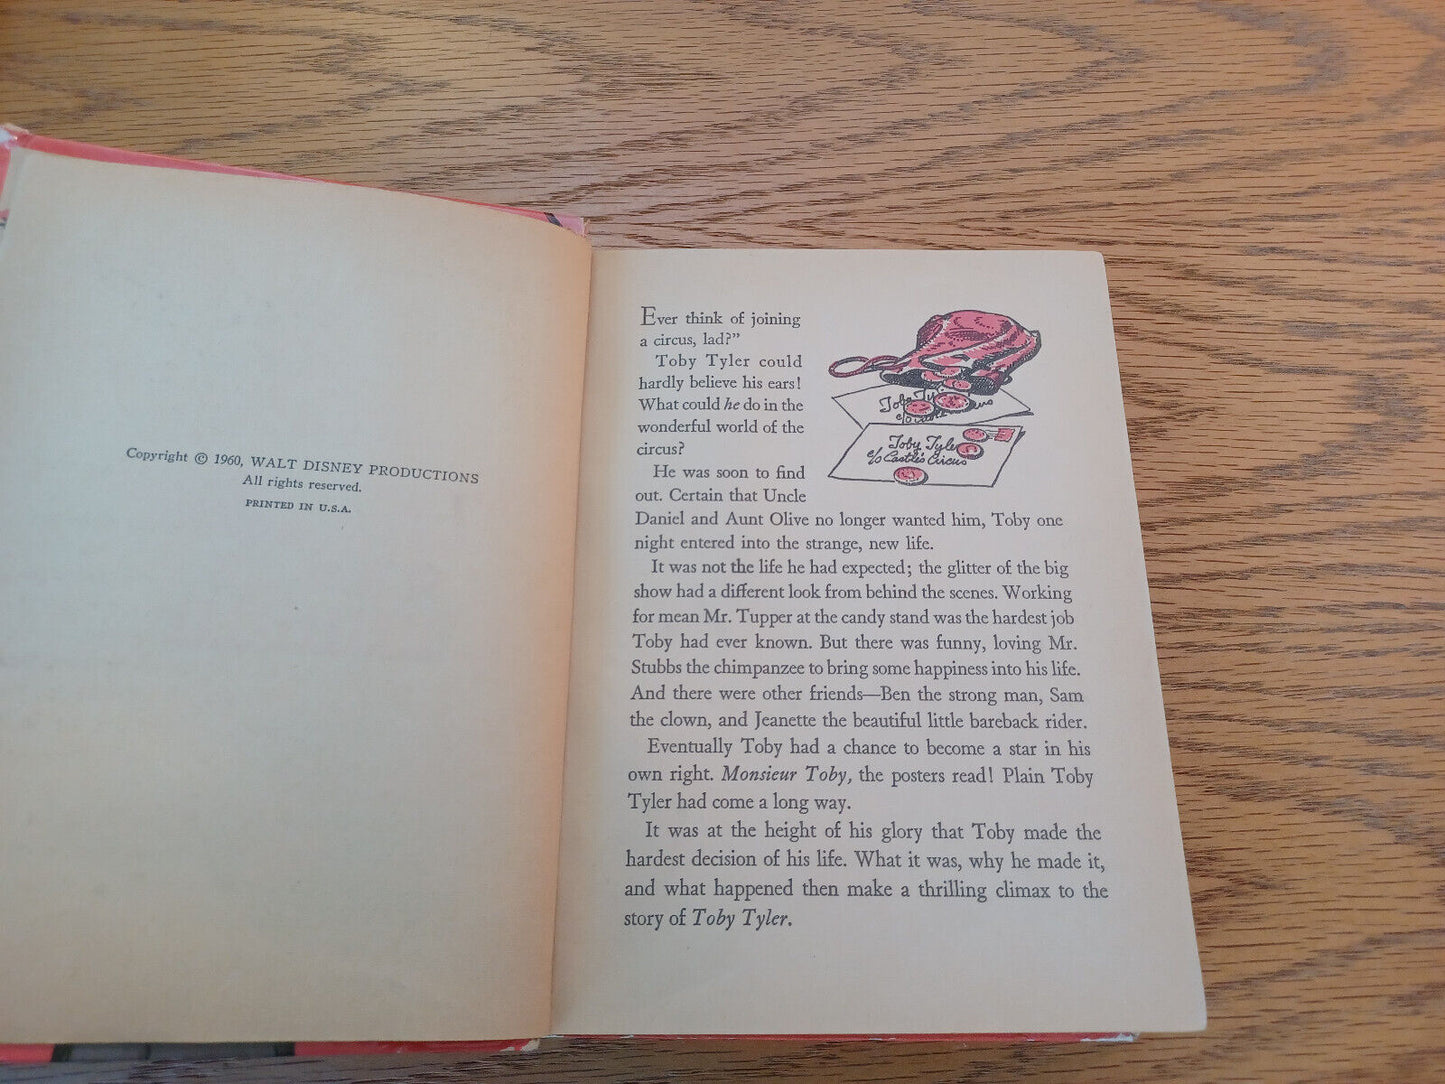 Copyright © 1960, WALT DISNEY PRODUCTIONS
All rights reserved.
PRINTED IN U.S.A.
Ever think of joining
a circus, lad?”
Toby Tyler could
hardly believe his ears!
What could he do in the
wonderful world of the
circus?
He was soon to find
out. Certain that Uncle
Daniel and Aunt Olive no longer wanted him, Toby one
night entered into the strange, new life.
It was not the life he had expected; the glitter of the big
show had a different look from behind the scenes. Working
for mean Mr. Tupper at the candy stand was the hardest job
Toby had ever known. But there was funny, loving Mr.
Stubbs the chimpanzee to bring some happiness into his life.
And there were other friends—Ben the strong man, Sam
the clown, and Jeanette the beautiful little bareback rider.
Eventually Toby had a chance to become a star in his
own right. Monsieur Toby, the posters read! Plain Toby
Tyler had come a long way.
It was at the height of his glory that Toby made the
hardest decision of his life. What it was, why he made it,
and what happened then make a thrilling climax to the
story of Toby Tyler.
c/o
Toby Tyler
c/o Castle's Circus